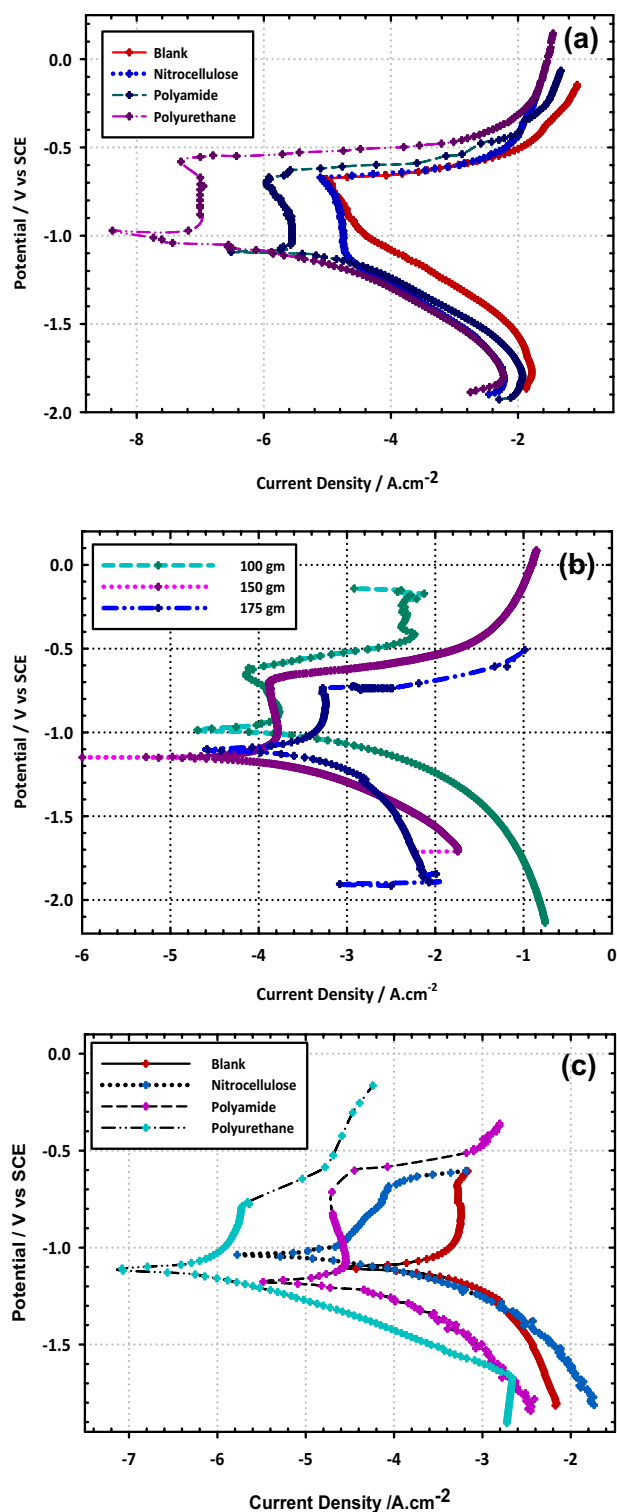 (a)
Blank
Nitrocellulose
Polyamide
Polyurethane
0.0
-0.5
-1.0
-1.5
-2.0
Potential / V vs SCE
-8 -6 -4 -2
Current Density / A.cm-2
(b)
100 gm
150 gm
175 gm
0.0
-0.5
-1.0
-1.5
-2.0
Potential / V vs SCE
-6 -5 -4 -3 -2 -1 0
Current Density / A.cm-2
(c)
Blank
Nitrocellulose
Polyamide
Polyurethane
0.0
-0.5
-1.0
-1.5
Potential / V vs SCE
-7 -6 -5 -4 -3 -2
Current Density /A.cm-2